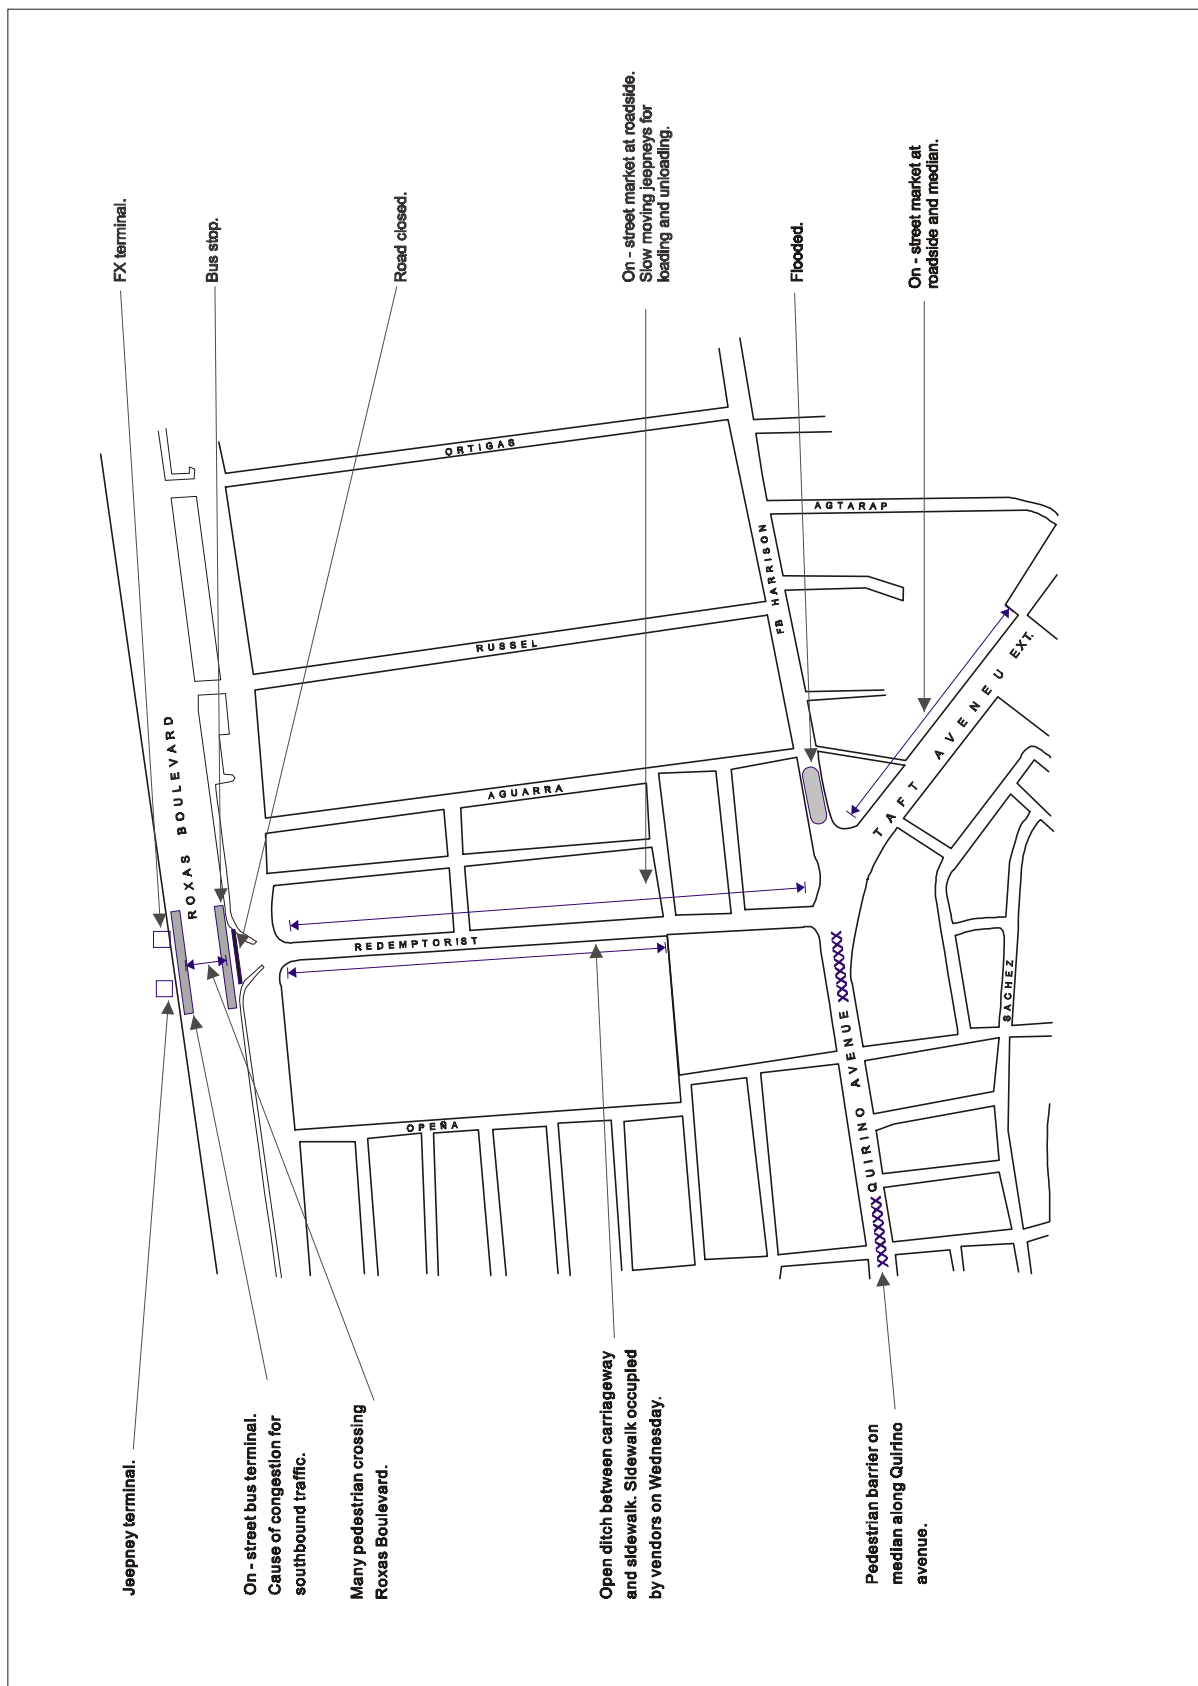 FX terminal.
Bus stop.
Road closed.
On - street market at roadside.
Slow moving jeepneys for
loading and unloading.
Flooded.
On - street market at
roadside and median.
ROXAS BOULEVARD
ORTIGAS
RUSSEL
AGUARRA
REDEMPTORIST
OPEÑA
FB HARRISON
AGTARAP
TAFT AVENEU EXT.
QUIRINO AVENUE
SACHEZ
Jeepney terminal.
On - street bus terminal.
Cause of congestion for
southbound traffic.
Many pedestrian crossing
Roxas Boulevard.
Open ditch between carriageway
and sidewalk. Sidewalk occupied
by vendors on Wednesday.
Pedestrian barrier on
median along Quirino
avenue.